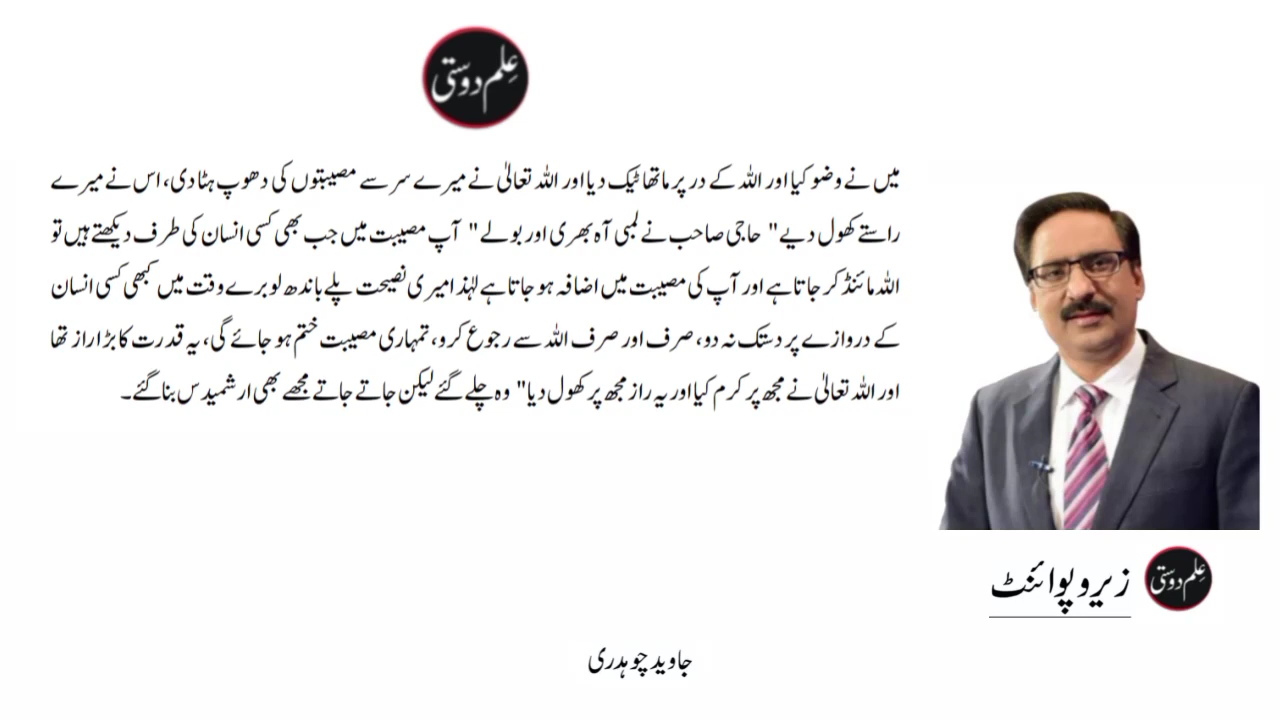 علم دوستی
میں نے وضو کیا اور اللہ کے در پر ماتھا ٹیک دیا اور اللہ تعالیٰ نے میرے سر سے مصیبتوں کی دھوپ ہٹا دی، اس نے میرے
راستے کھول دیے" حاجی صاحب نے لمبی آہ بھری اور بولے" آپ مصیبت میں جب بھی کسی انسان کی طرف دیکھتے ہیں تو
اللہ مائنڈ کر جاتا ہے اور آپ کی مصیبت میں اضافہ ہو جاتا ہے لہٰذا میری نصیحت پلے باندھ لو برے وقت میں کبھی کسی انسان
کے دروازے پر دستک نہ دو، صرف اور صرف اللہ سے رجوع کرو، تمہاری مصیبت ختم ہو جائے گی، یہ قدرت کا بڑا راز تھا
اور اللہ تعالیٰ نے مجھ پر کرم کیا اور یہ راز مجھ پر کھول دیا" وہ چلے گئے لیکن جاتے جاتے مجھے بھی ارشمیدس بنا گئے۔
علم دوستی
زیرو پوائنٹ
جاوید چوہدری